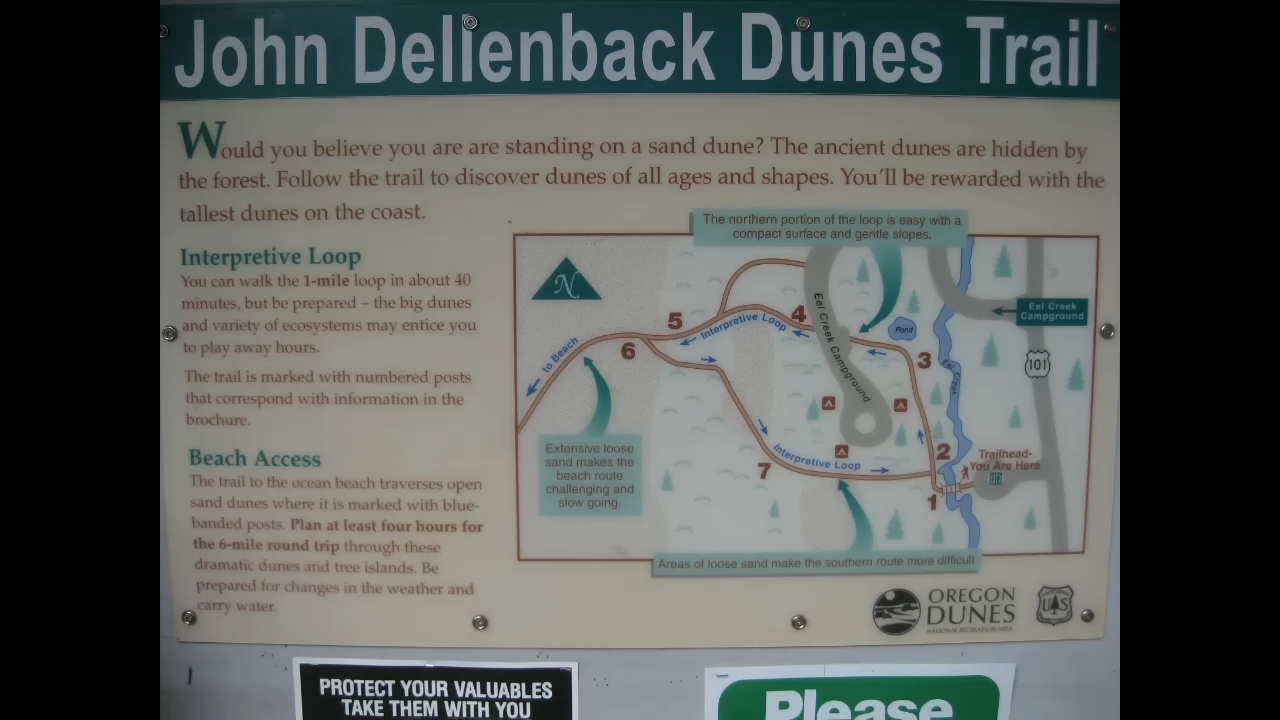 John Dellenback Dunes Trail
Would you believe you are are standing on a sand dune? The ancient dunes are hidden by
the forest. Follow the trail to discover dunes of all ages and shapes. You'll be rewarded with the
tallest dunes on the coast.
Interpretive Loop
You can walk the 1-mile loop in about 40
minutes, but be prepared – the big dunes
and variety of ecosystems may entice you
to play away hours.
The trail is marked with numbered posts
that correspond with information in the
brochure.
Beach Access
The trail to the ocean beach traverses open
sand dunes where it is marked with blue-
banded posts. Plan at least four hours for
the 6-mile round trip through these
dramatic dunes and tree islands. Be
prepared for changes in the weather and
carry water.
The northern portion of the loop is easy with a
compact surface and gentle slopes.
N
5
Interpretive Loop
4
Eel Creek Campground
Pond
Eel Creek
Campground
6
to Beach
3
101
Creek
Extensive loose
sand makes the
beach route
challenging and
slow going.
7
Interpretive Loop
2
Trailhead-
You Are Here
1
Areas of loose sand make the southern route more difficult.
OREGON
DUNES
NATIONAL RECREATION AREA
U S
PROTECT YOUR VALUABLES
TAKE THEM WITH YOU
Please